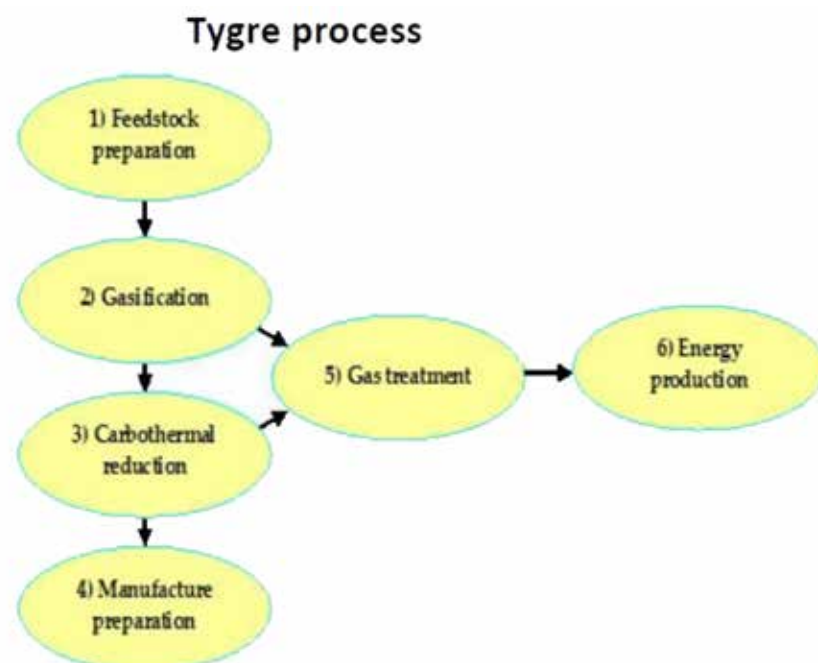 Tygre process
1) Feedstock
preparation
2) Gasification
3) Carbothermal
reduction
4) Manufacture
preparation
5) Gas treatment
6) Energy
production